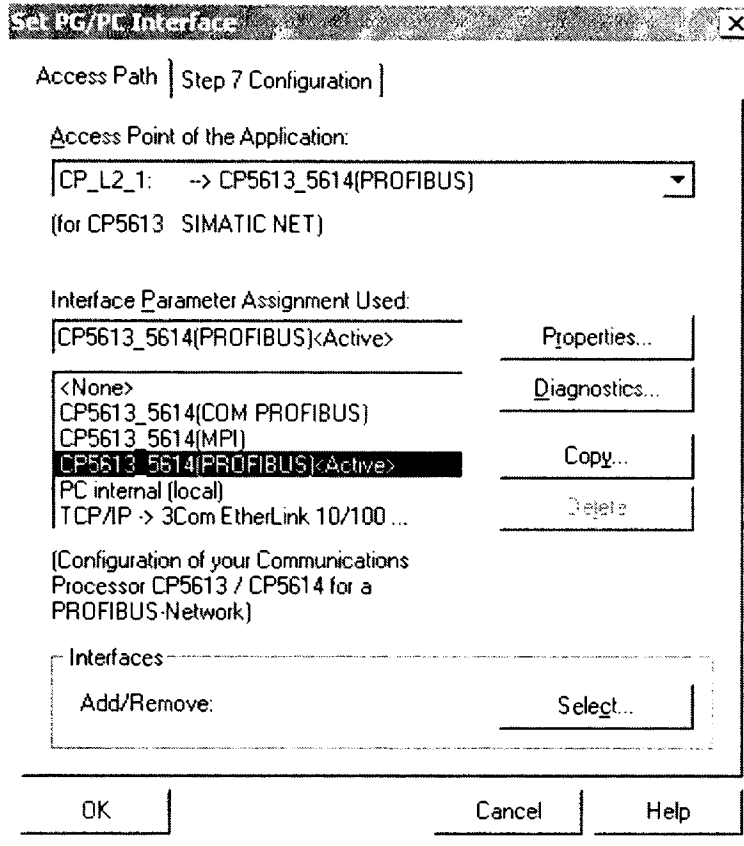 Set PG/PC Interface
Access Path
Step 7 Configuration
Access Point of the Application:
CP_L2_1: --> CP5613_5614(PROFIBUS)
(for CP5613 SIMATIC NET)
Interface Parameter Assignment Used:
CP5613_5614(PROFIBUS)<Active>
Properties...
<None>
CP5613_5614(COM PROFIBUS)
CP5613_5614(MPI)
CP5613_5614(PROFIBUS)<Active>
PC internal (local)
TCP/IP -> 3Com EtherLink 10/100 ...
Diagnostics...
Copy...
Delete
(Configuration of your Communications
Processor CP5613 / CP5614 for a
PROFIBUS-Network)
Interfaces
Add/Remove:
Select...
OK
Cancel
Help